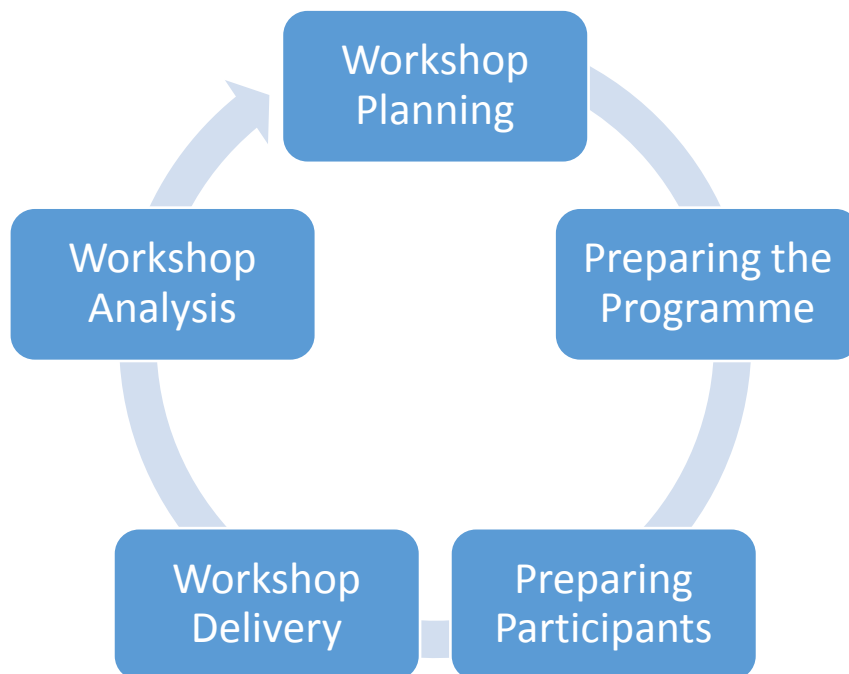 Workshop
Planning
Preparing the
Programme
Preparing
Participants
Workshop
Delivery
Workshop
Analysis